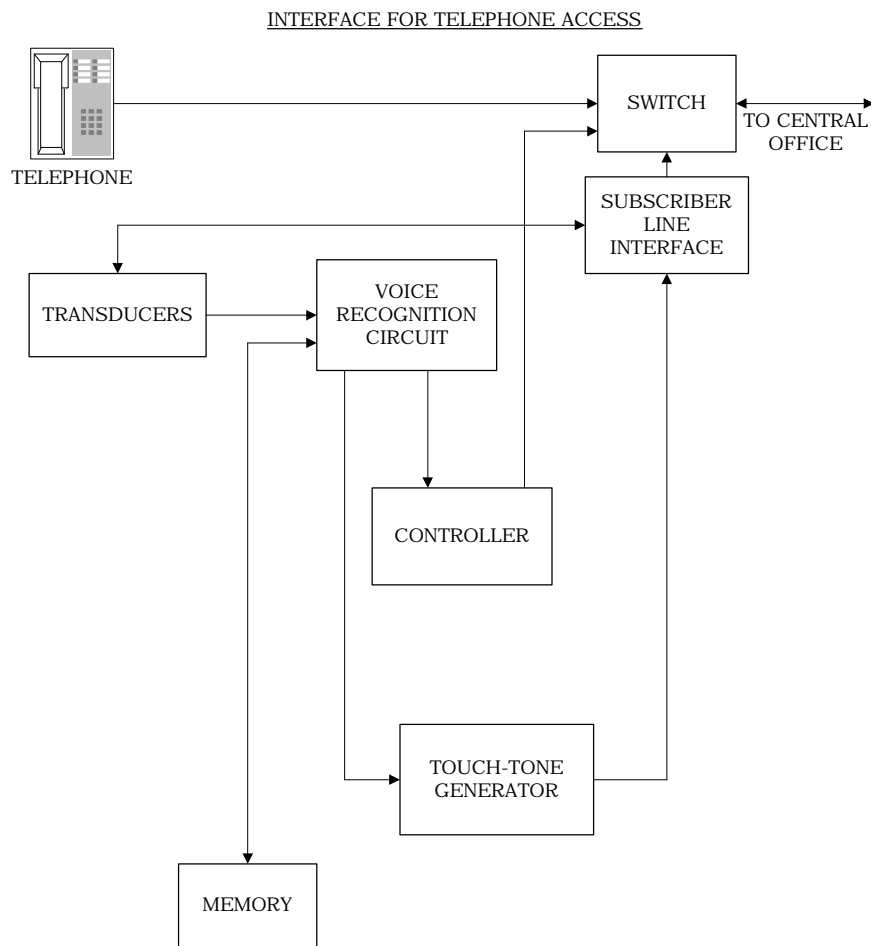 INTERFACE FOR TELEPHONE ACCESS
SWITCH
TO CENTRAL
OFFICE
TELEPHONE
SUBSCRIBER
LINE
INTERFACE
TRANSDUCERS
VOICE
RECOGNITION
CIRCUIT
CONTROLLER
TOUCH-TONE
GENERATOR
MEMORY